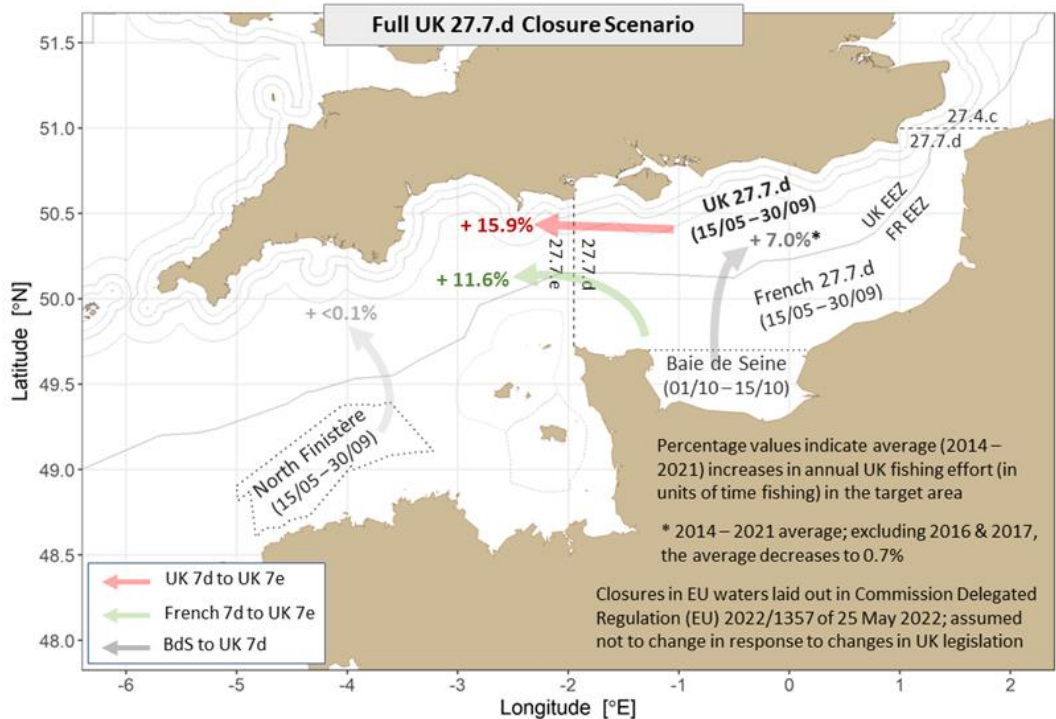 Full UK 27.7.d Closure Scenario
51.5
51.0
50.5
50.0
49.5
49.0
48.5
48.0
Latitude [°N]
27.4.c
27.7.d
UK 27.7.d
(15/05 – 30/09)
UK EEZ
FR EEZ
+ 15.9%
+ 7.0%*
27.7.e
27.7.d
+ 11.6%
French 27.7.d
(15/05 – 30/09)
+ <0.1%
Baie de Seine
(01/10 – 15/10)
North Finistère
(15/05 – 30/09)
Percentage values indicate average (2014 –
2021) increases in annual UK fishing effort (in
units of time fishing) in the target area
* 2014 – 2021 average; excluding 2016 & 2017,
the average decreases to 0.7%
Closures in EU waters laid out in Commission Delegated
Regulation (EU) 2022/1357 of 25 May 2022; assumed
not to change in response to changes in UK legislation
UK 7d to UK 7e
French 7d to UK 7e
BdS to UK 7d
-6 -5 -4 -3 -2 -1 0 1 2
Longitude [°E]